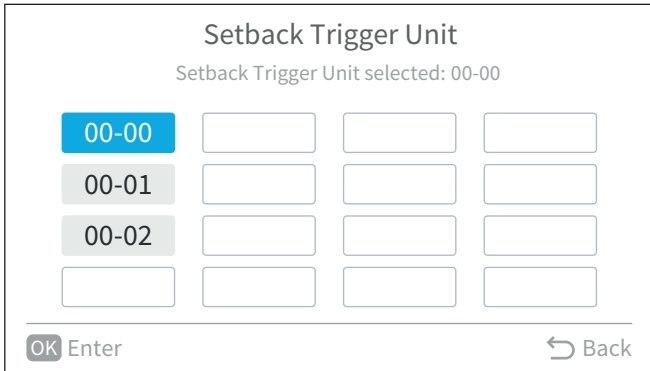 Setback Trigger Unit
Setback Trigger Unit selected: 00-00
00-00
00-01
00-02
OK Enter
Back